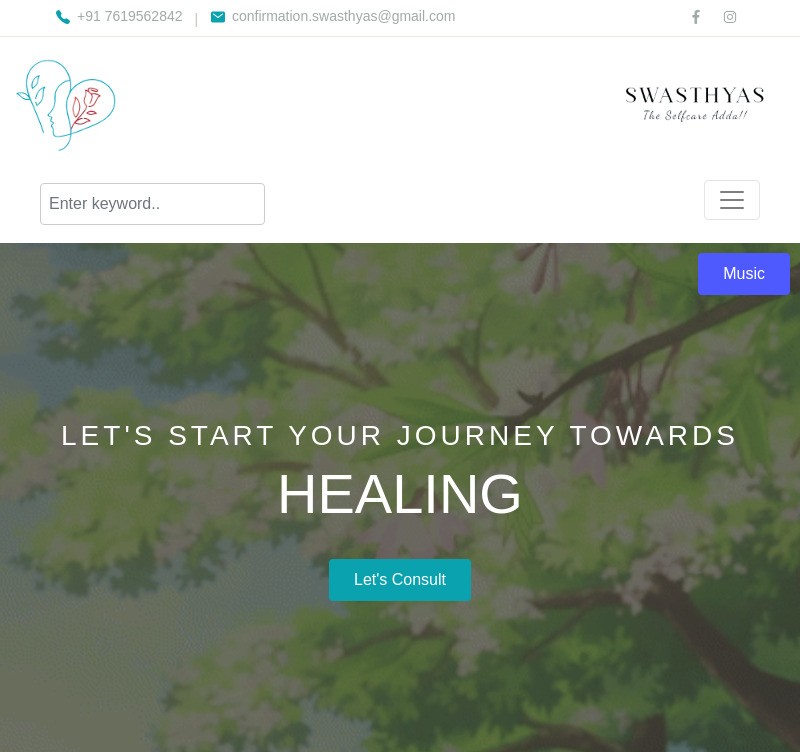 +91 7619562842 | confirmation.swasthyas@gmail.com
SWASTHYAS
The Selfcare Adda!!
Enter keyword..
Music
LET'S START YOUR JOURNEY TOWARDS
HEALING
Let's Consult